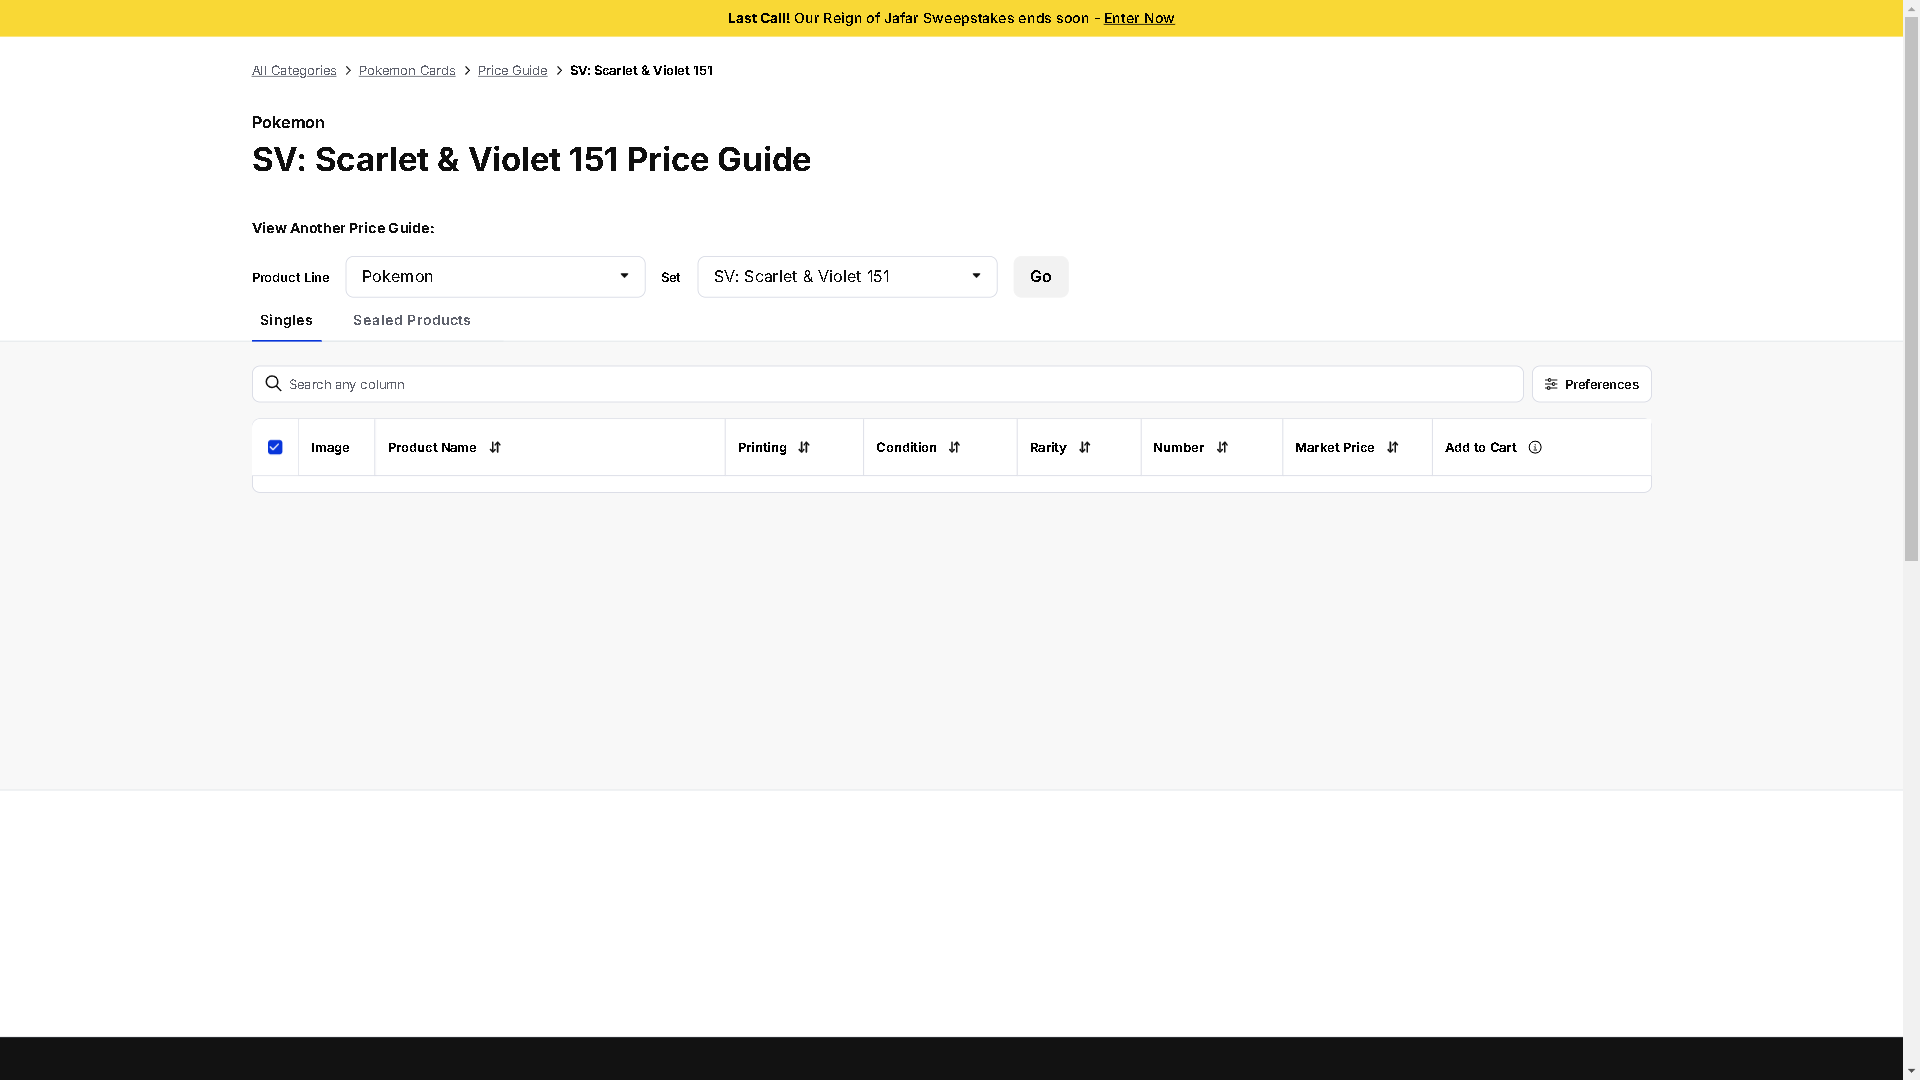 Last Call! Our Reign of Jafar Sweepstakes ends soon - Enter Now
All Categories > Pokemon Cards > Price Guide > SV: Scarlet & Violet 151
Pokemon
SV: Scarlet & Violet 151 Price Guide
View Another Price Guide:
Product Line Pokemon Set SV: Scarlet & Violet 151 Go
Singles Sealed Products
Search any column Preferences
Image Product Name Printing Condition Rarity Number Market Price Add to Cart